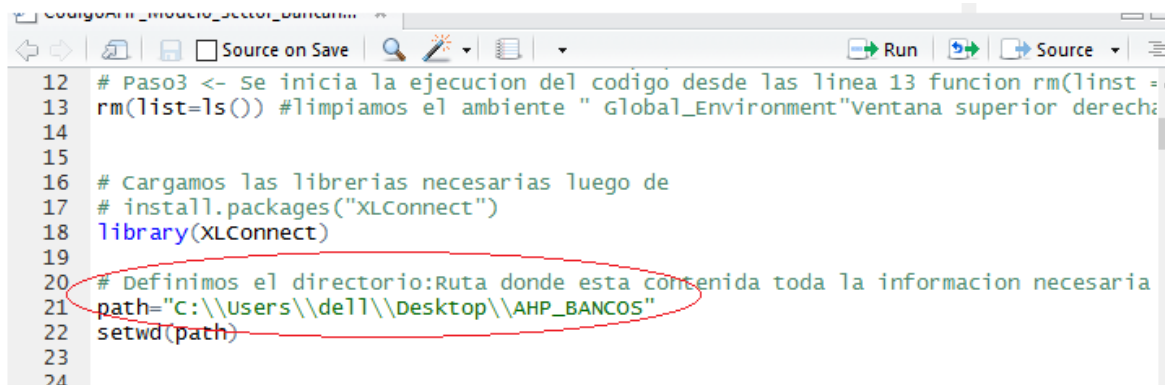 Source on Save
Run
Source
12 # Paso3 <- Se inicia la ejecucion del codigo desde las linea 13 funcion rm(linst =
13 rm(list=ls()) #limpiamos el ambiente " Global_Environment"Ventana superior derecha
14
15
16 # Cargamos las librerias necesarias luego de
17 # install.packages("XLConnect")
18 library(XLConnect)
19
20 # Definimos el directorio:Ruta donde esta contenida toda la informacion necesaria
21 path="C:\\Users\\dell\\Desktop\\AHP_BANCOS"
22 setwd(path)
23
24